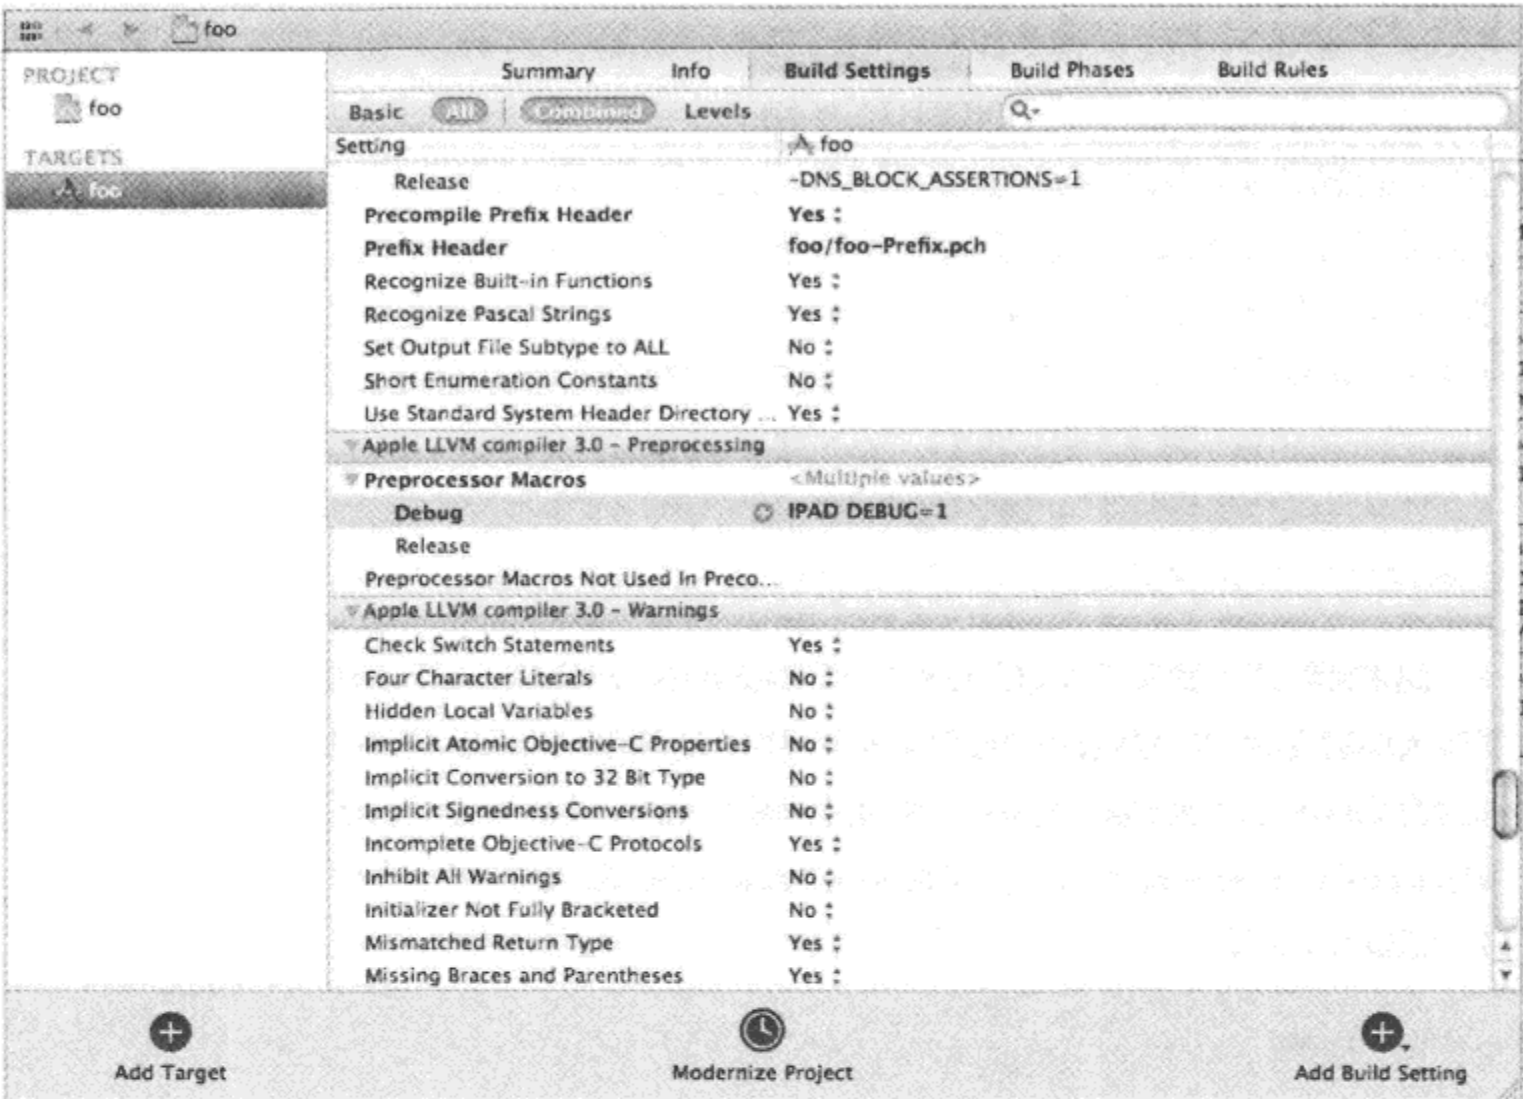 foo
PROJECT
foo
TARGETS
foo
Summary Info Build Settings Build Phases Build Rules
Basic All Combined Levels
Setting foo
Release -DNS_BLOCK_ASSERTIONS=1
Precompile Prefix Header Yes
Prefix Header foo/foo-Prefix.pch
Recognize Built-in Functions Yes
Recognize Pascal Strings Yes
Set Output File Subtype to ALL No
Short Enumeration Constants No
Use Standard System Header Directory ... Yes
Apple LLVM compiler 3.0 - Preprocessing
Preprocessor Macros <Multiple values>
Debug IPAD DEBUG=1
Release
Preprocessor Macros Not Used In Preco...
Apple LLVM compiler 3.0 - Warnings
Check Switch Statements Yes
Four Character Literals No
Hidden Local Variables No
Implicit Atomic Objective-C Properties No
Implicit Conversion to 32 Bit Type No
Implicit Signedness Conversions No
Incomplete Objective-C Protocols Yes
Inhibit All Warnings No
Initializer Not Fully Bracketed No
Mismatched Return Type Yes
Missing Braces and Parentheses Yes
Add Target Modernize Project Add Build Setting